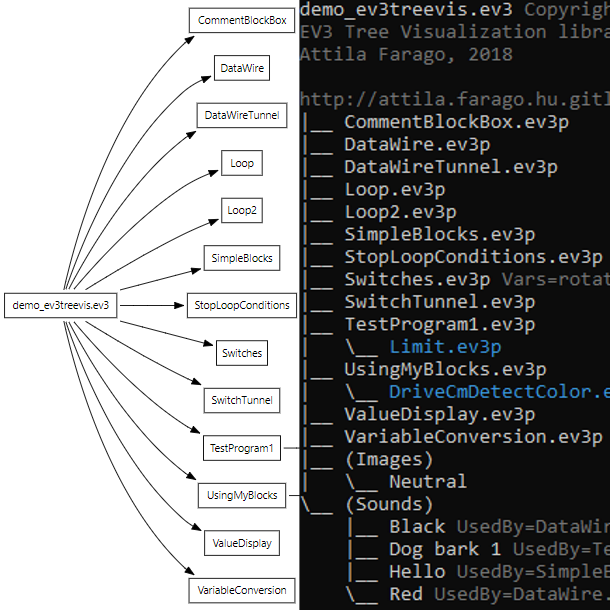 CommentBlockBox
DataWire
DataWireTunnel
Loop
Loop2
SimpleBlocks
demo_ev3treevis.ev3
StopLoopConditions
Switches
SwitchTunnel
TestProgram1
UsingMyBlocks
ValueDisplay
VariableConversion
demo_ev3treevis.ev3 Copyrigh
EV3 Tree Visualization libra
Attila Farago, 2018
http://attila.farago.hu.gitl
|__ CommentBlockBox.ev3p
|__ DataWire.ev3p
|__ DataWireTunnel.ev3p
|__ Loop.ev3p
|__ Loop2.ev3p
|__ SimpleBlocks.ev3p
|__ StopLoopConditions.ev3p
|__ Switches.ev3p Vars=rotat
|__ SwitchTunnel.ev3p
|__ TestProgram1.ev3p
|   \__ Limit.ev3p
|__ UsingMyBlocks.ev3p
|   \__ DriveCmDetectColor.e
|__ ValueDisplay.ev3p
|__ VariableConversion.ev3p
|__ (Images)
|   \__ Neutral
\__ (Sounds)
    |__ Black UsedBy=DataWir
    |__ Dog bark 1 UsedBy=Te
    |__ Hello UsedBy=SimpleB
    \__ Red UsedBy=DataWire.